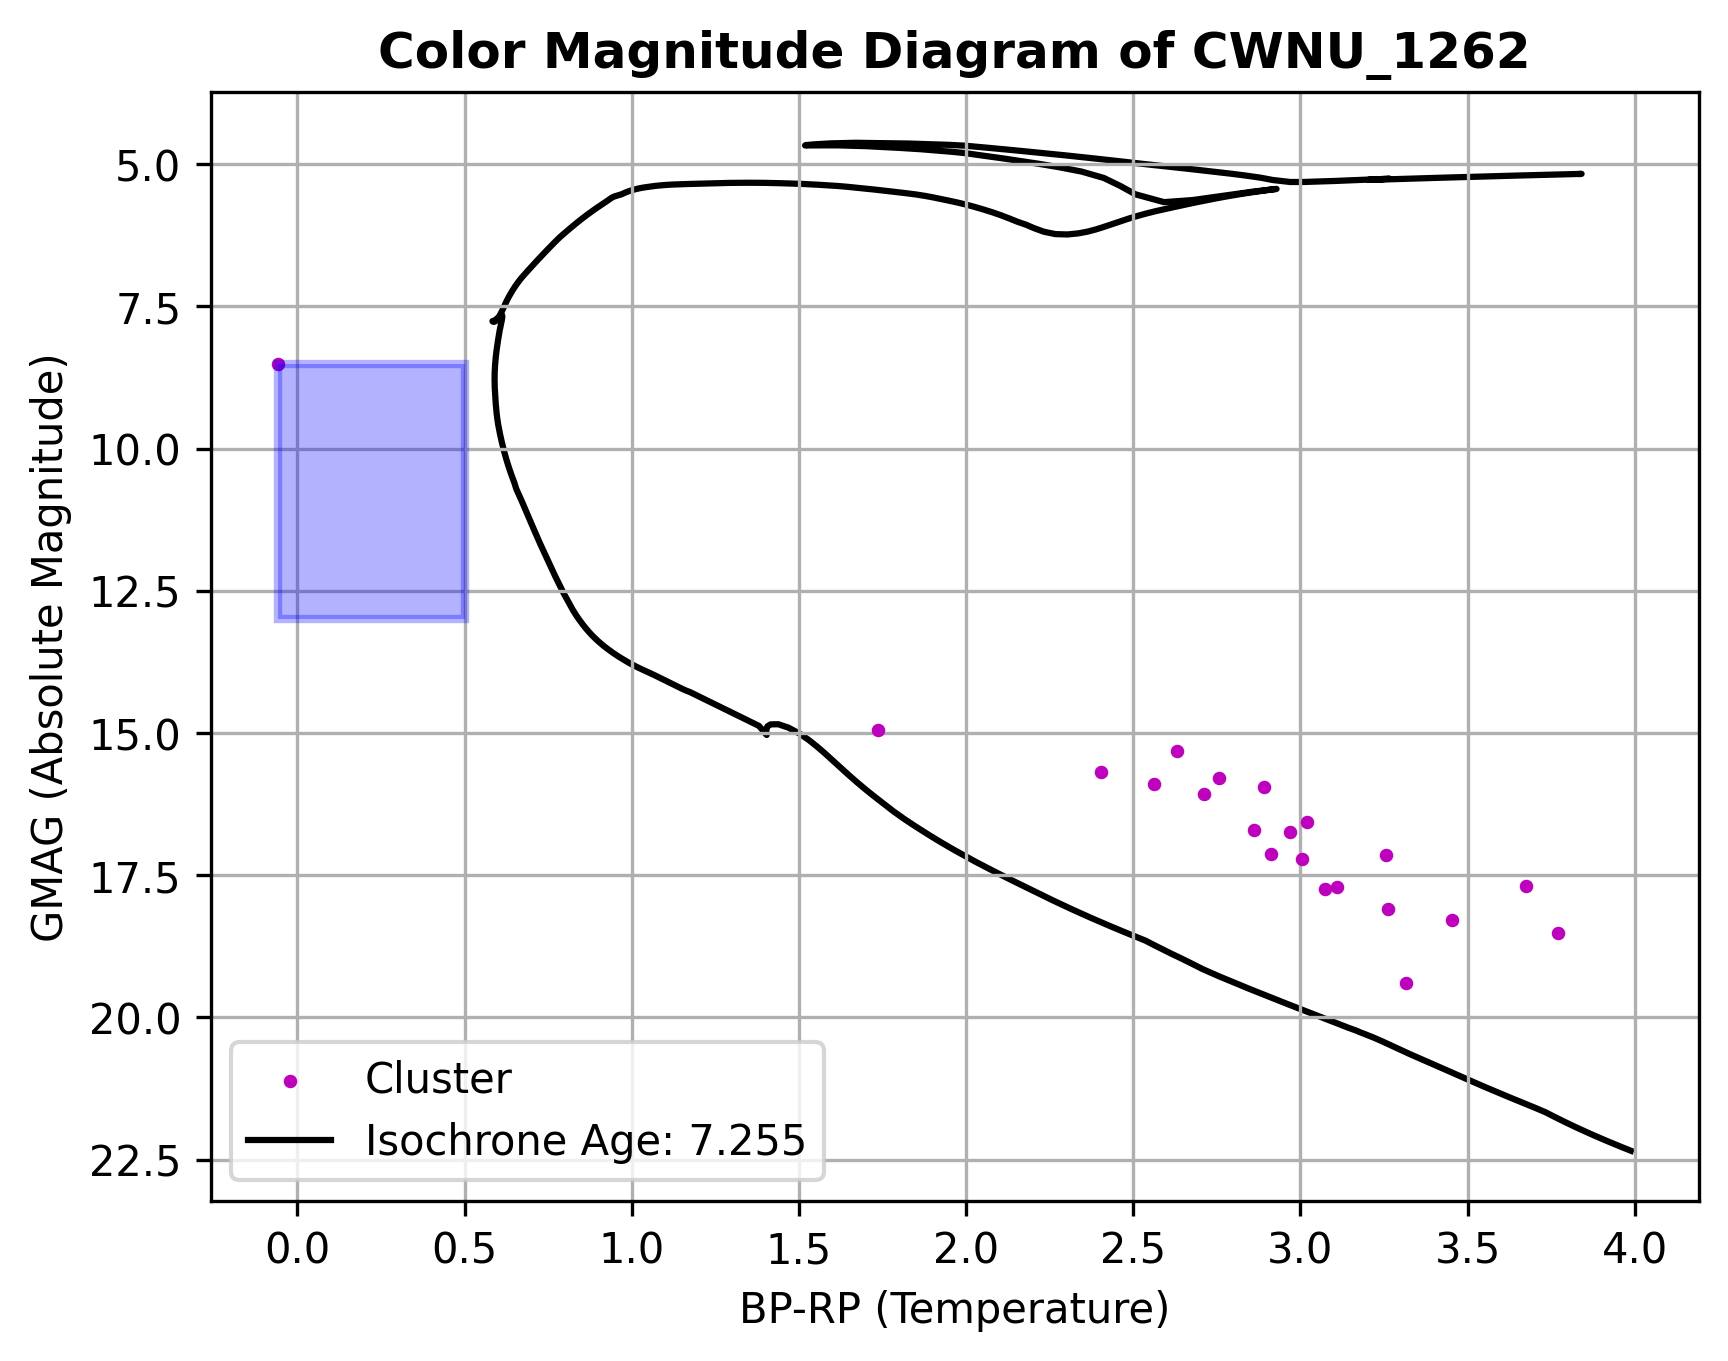 Color Magnitude Diagram of CWNU_1262
GMAG (Absolute Magnitude)
5.0
7.5
10.0
12.5
15.0
17.5
20.0
22.5
Cluster
Isochrone Age: 7.255
0.0 0.5 1.0 1.5 2.0 2.5 3.0 3.5 4.0
BP-RP (Temperature)